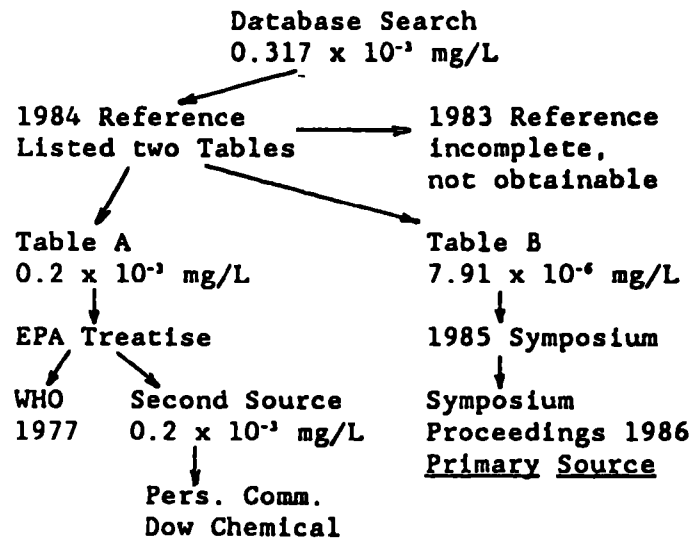 Database Search
0.317 x 10⁻³ mg/L
1984 Reference
Listed two Tables
1983 Reference
incomplete,
not obtainable
Table A
0.2 x 10⁻³ mg/L
Table B
7.91 x 10⁻⁶ mg/L
EPA Treatise
1985 Symposium
WHO
1977
Second Source
0.2 x 10⁻³ mg/L
Symposium
Proceedings 1986
Primary Source
Pers. Comm.
Dow Chemical